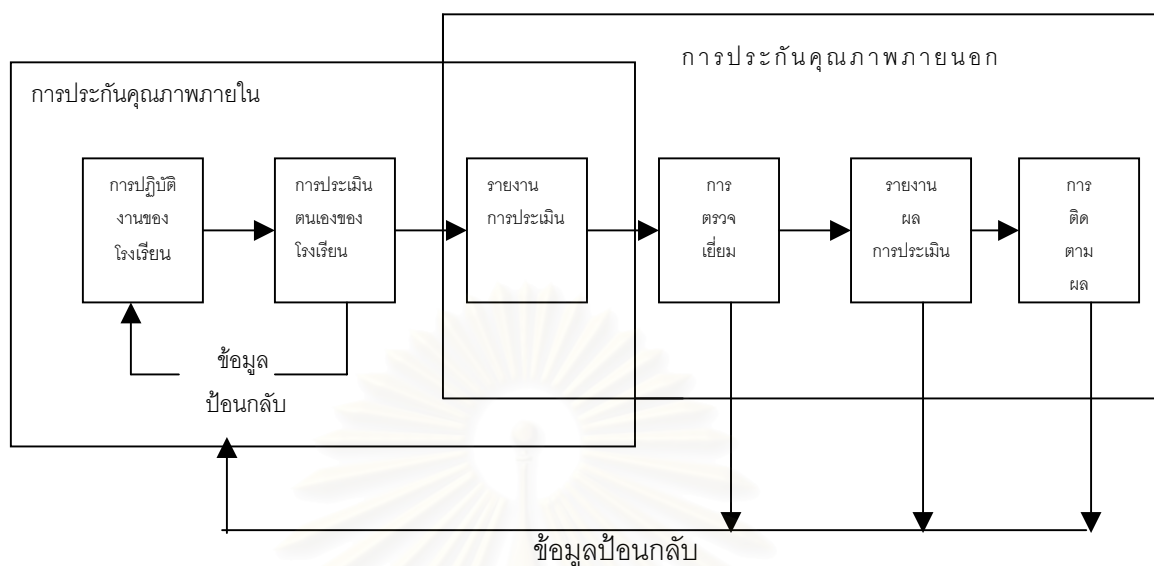 การประกันคุณภาพภายนอก
การประกันคุณภาพภายใน
การปฏิบัติ
งานของ
โรงเรียน
การประเมิน
ตนเองของ
โรงเรียน
รายงาน
การประเมิน
การ
ตรวจ
เยี่ยม
รายงาน
ผล
การประเมิน
การ
ติด
ตาม
ผล
ข้อมูล
ป้อนกลับ
ข้อมูลป้อนกลับ